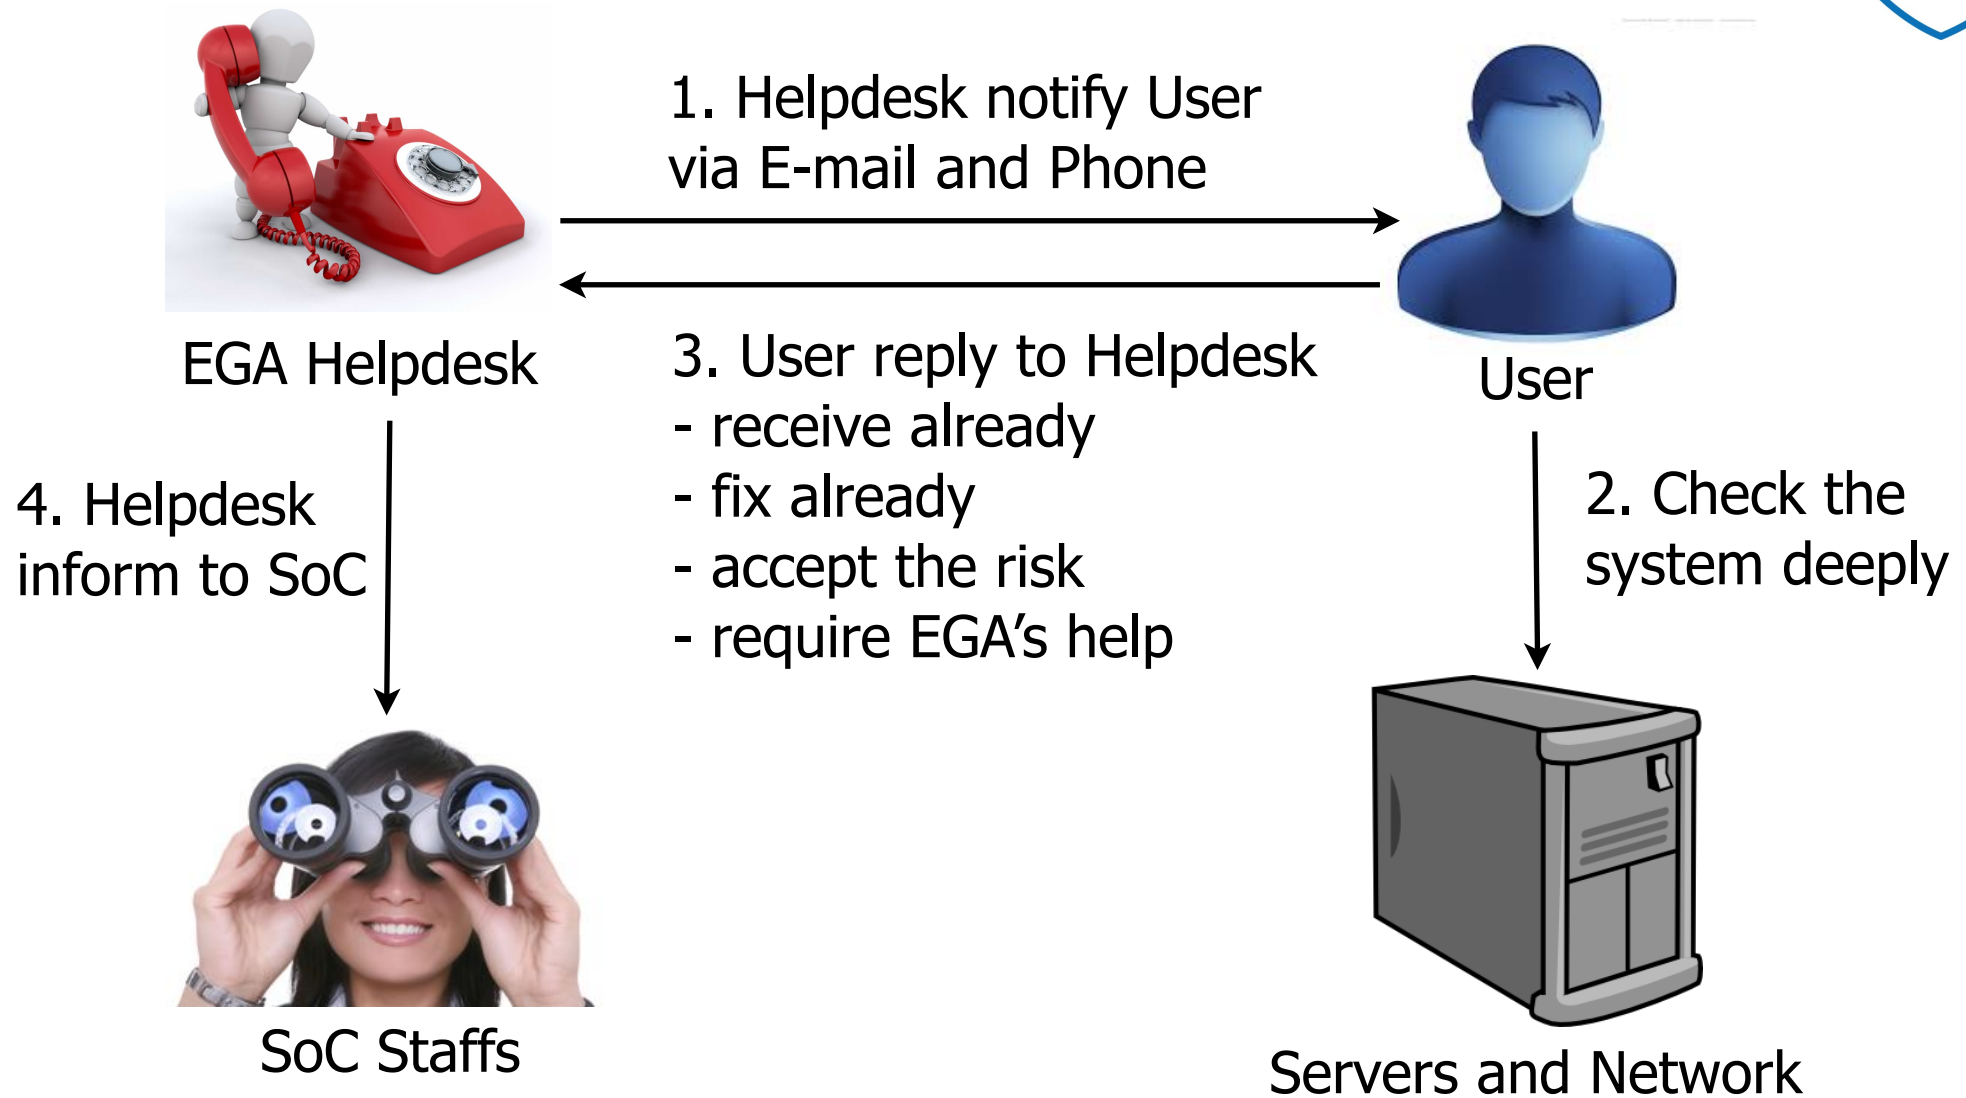 1. Helpdesk notify User
via E-mail and Phone
EGA Helpdesk
3. User reply to Helpdesk
- receive already
- fix already
- accept the risk
- require EGA’s help
User
4. Helpdesk
inform to SoC
2. Check the
system deeply
SoC Staffs
Servers and Network